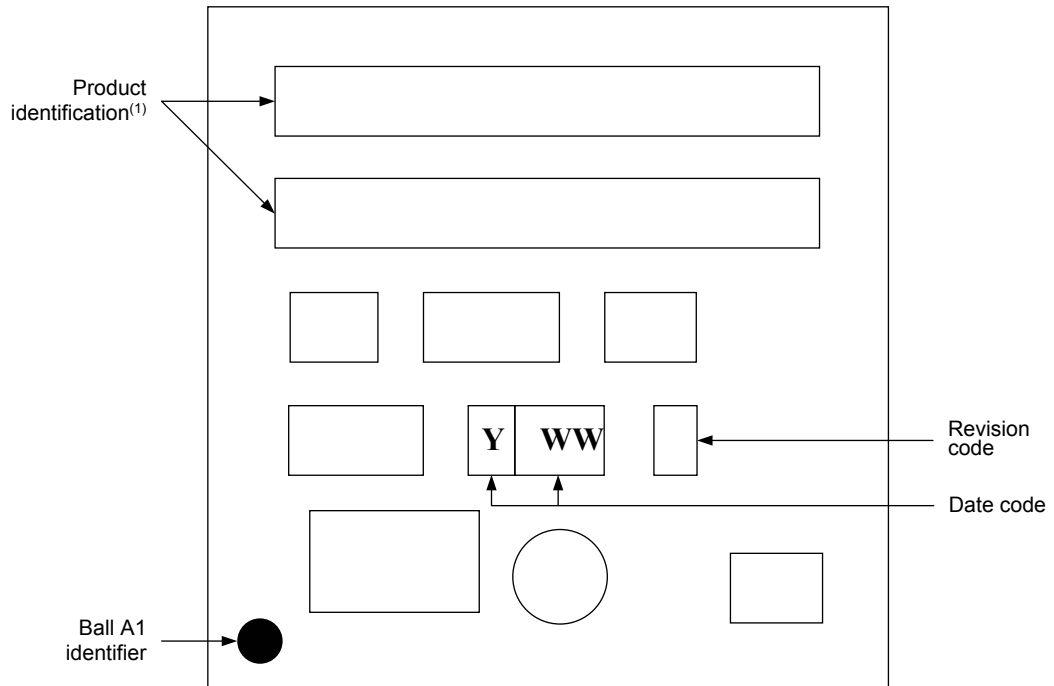 Product
identification(1)
Y WW
Revision
code
Date code
Ball A1
identifier